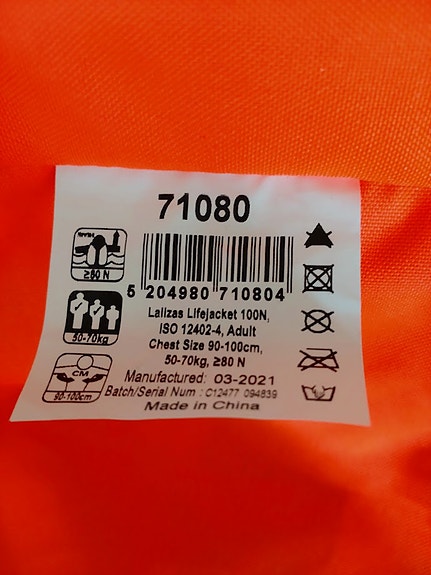 71080
≥80 N
5 204980 710804
50-70kg
Lalizas Lifejacket 100N,
ISO 12402-4, Adult
Chest Size 90-100cm,
50-70kg, ≥80 N
CM
90-100cm
Manufactured: 03-2021
Batch/Serial Num : C12477 094839
Made in China